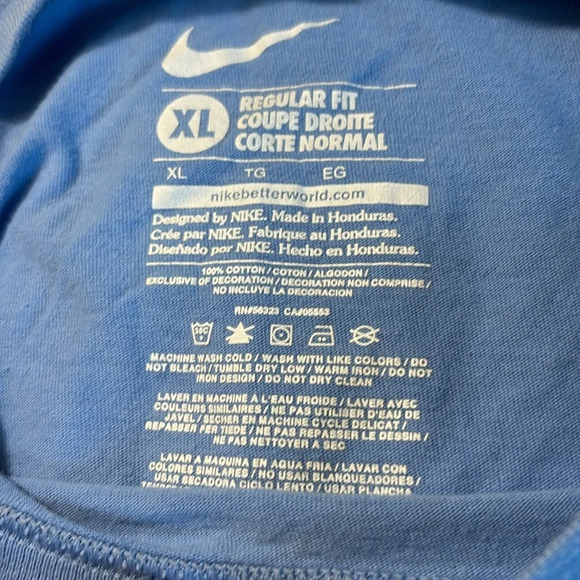 XL
REGULAR FIT
COUPE DROITE
CORTE NORMAL
XL TG EG
nikebetterworld.com
Designed by NIKE. Made in Honduras.
Crée par NIKE. Fabrique au Honduras.
Diseñado por NIKE. Hecho en Honduras.
100% COTTON / COTON / ALGODON /
EXCLUSIVE OF DECORATION / DECORATION NON COMPRISE /
NO INCLUYE LA DECORACION
RN#56323 CA#05553
30C
MACHINE WASH COLD / WASH WITH LIKE COLORS / DO
NOT BLEACH / TUMBLE DRY LOW / WARM IRON / DO NOT
IRON DESIGN / DO NOT DRY CLEAN
LAVER EN MACHINE A L'EAU FROIDE / LAVER AVEC
COULEURS SIMILAIRES / NE PAS UTILISER D'EAU DE
JAVEL / SECHER EN MACHINE CYCLE DELICAT /
REPASSER FER TIEDE / NE PAS REPASSER LE DESSIN /
NE PAS NETTOYER A SEC
LAVAR A MAQUINA EN AGUA FRIA / LAVAR CON
COLORES SIMILARES / NO USAR BLANQUEADORES /
USAR SECADORA CICLO LENTO / USAR PLANCHA